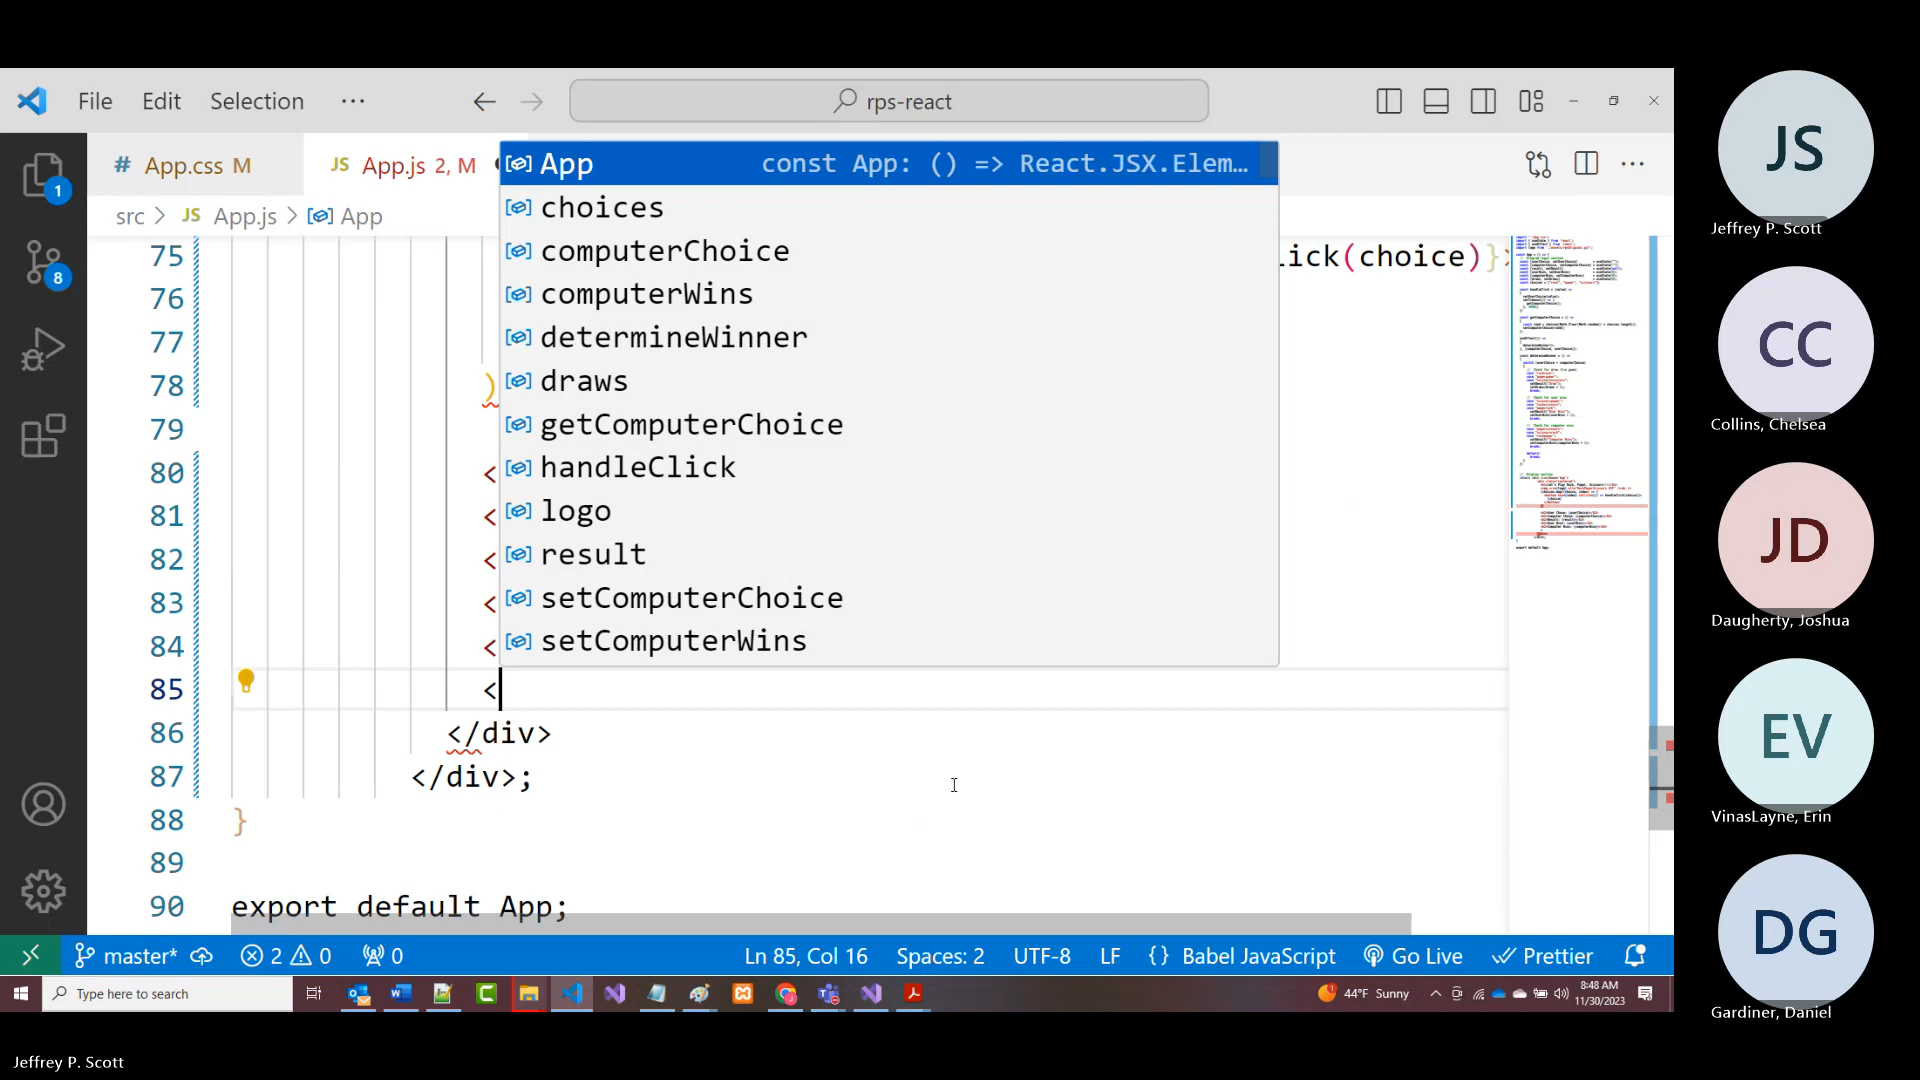 File Edit Selection ··· rps-react
# App.css M JS App.js 2, M
src > JS App.js > App
App const App: () => React.JSX.Elem…
choices
computerChoice
computerWins
determineWinner
draws
getComputerChoice
handleClick
logo
result
setComputerChoice
setComputerWins
75 ick(choice)}>
76
77
78 )
79
80 <
81 <
82 <
83 <
84 <
85 <
86 </div>
87 </div>;
88 }
89
90 export default App;
1
8
master* 2 0 0 Ln 85, Col 16 Spaces: 2 UTF-8 LF {} Babel JavaScript Go Live Prettier
Type here to search 44°F Sunny 8:48 AM
11/30/2023
JS
Jeffrey P. Scott
CC
Collins, Chelsea
JD
Daugherty, Joshua
EV
VinasLayne, Erin
DG
Gardiner, Daniel
Jeffrey P. Scott